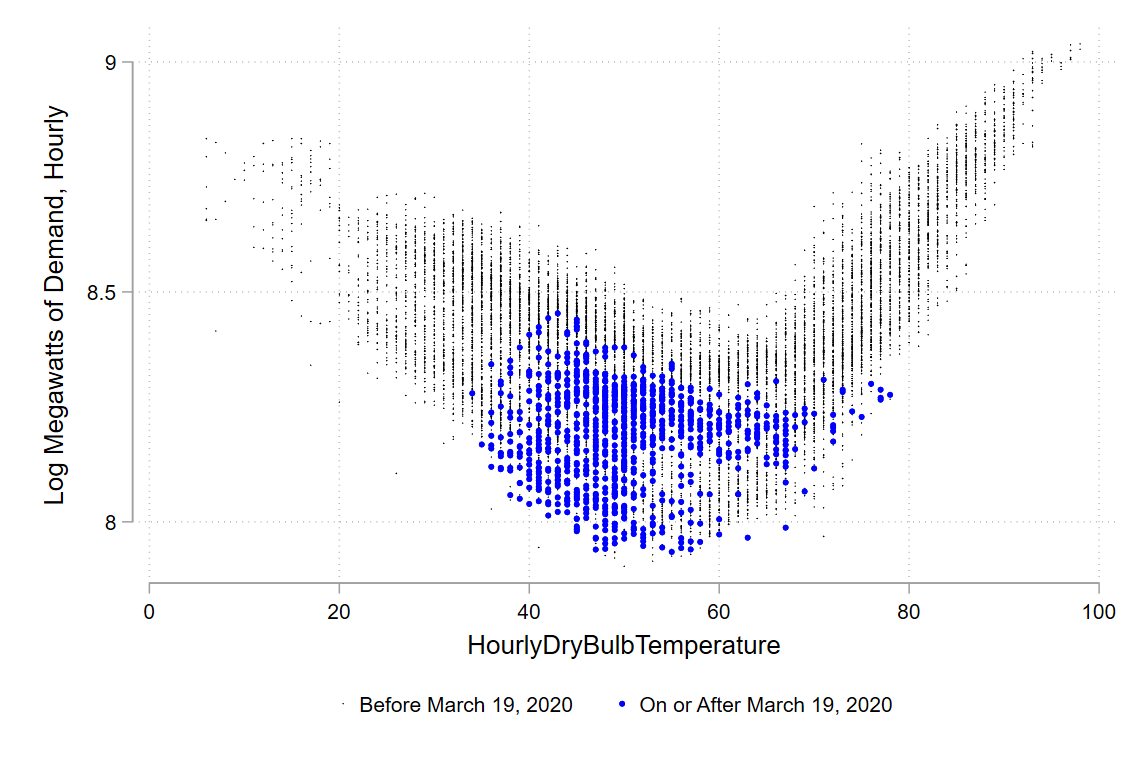 9
8.5
8
Log Megawatts of Demand, Hourly
0 20 40 60 80 100
HourlyDryBulbTemperature
Before March 19, 2020 On or After March 19, 2020